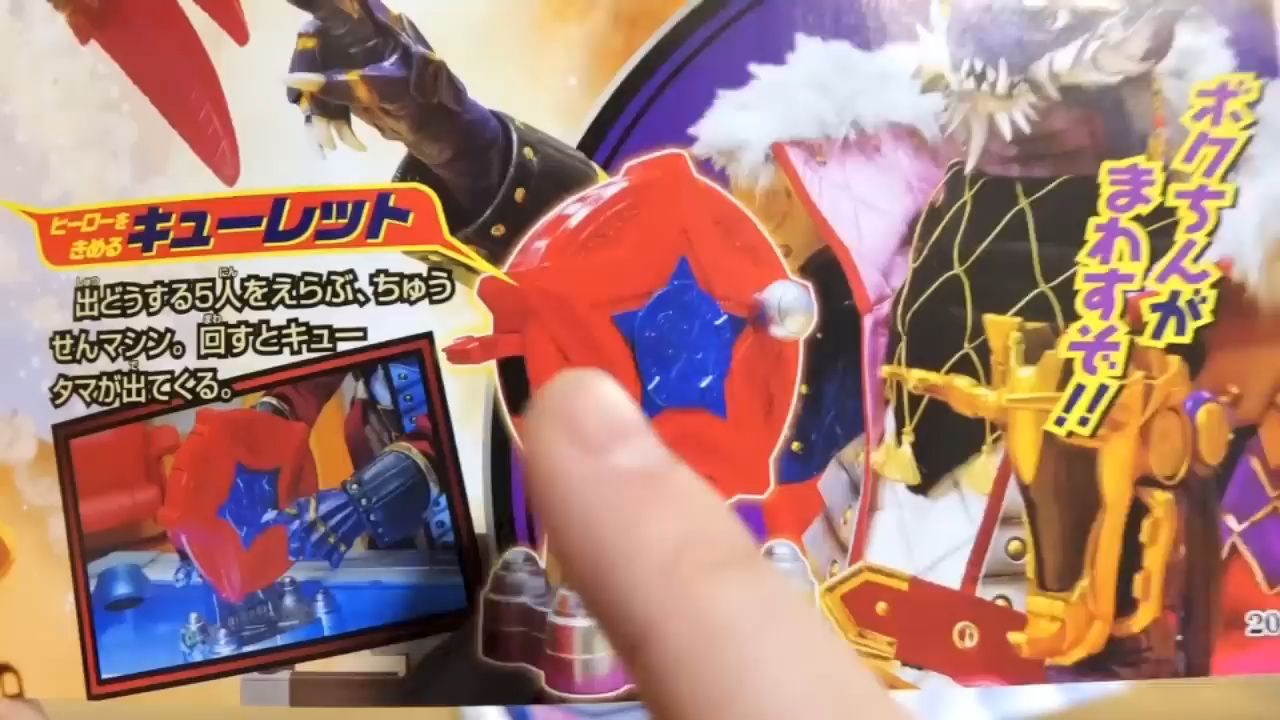 ヒーローを
きめる
キューレット
出どうする5人をえらぶ、ちゅう
せんマシン。回すとキュー
タマが出てくる。
ボクちんが
まわすぞ!!
20